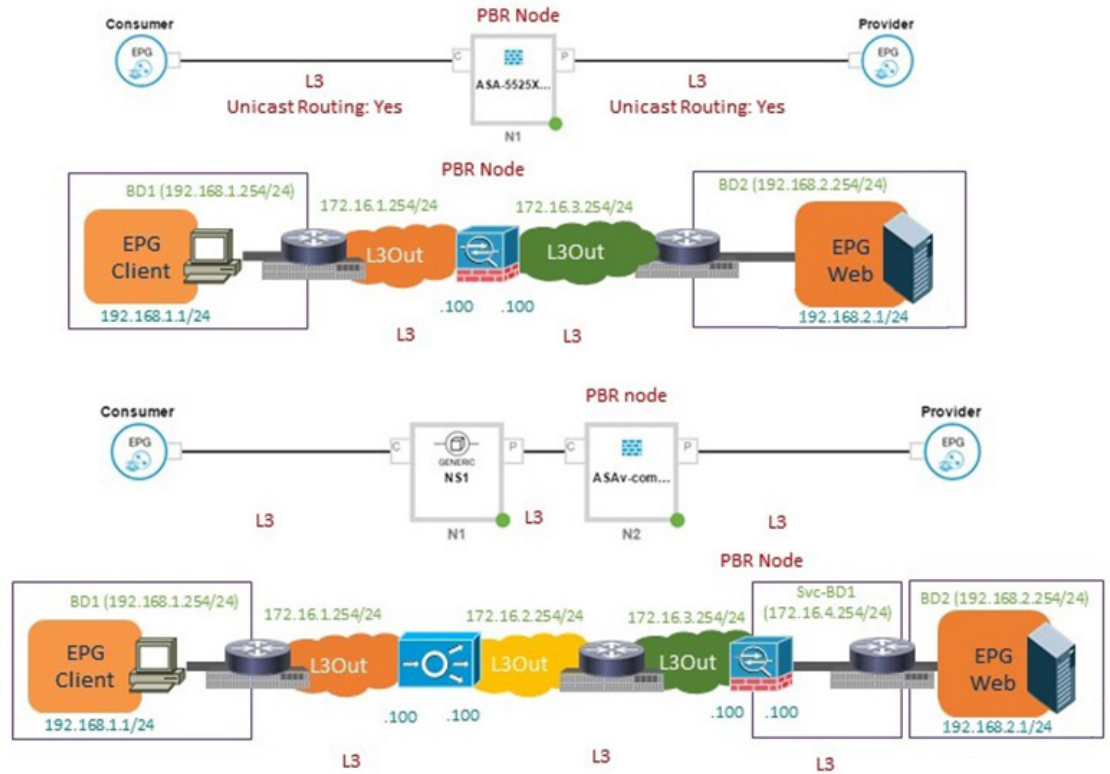 PBR Node
Consumer
Provider
EPG
C
ASA-5525X...
P
EPG
L3
Unicast Routing: Yes
L3
Unicast Routing: Yes
N1
PBR Node
BD1 (192.168.1.254/24)
172.16.1.254/24
172.16.3.254/24
BD2 (192.168.2.254/24)
EPG
Client
L3Out
L3Out
EPG
Web
192.168.1.1/24
.100
.100
192.168.2.1/24
L3
L3
PBR node
Consumer
Provider
EPG
C
GENERIC
NS1
P
C
ASAv-com...
P
EPG
L3
L3
L3
N1
N2
PBR Node
BD1 (192.168.1.254/24)
172.16.1.254/24
172.16.2.254/24
172.16.3.254/24
Svc-BD1
(172.16.4.254/24)
BD2 (192.168.2.254/24)
EPG
Client
L3Out
L3Out
L3Out
EPG
Web
192.168.1.1/24
.100
.100
.100
.100
192.168.2.1/24
L3
L3
L3